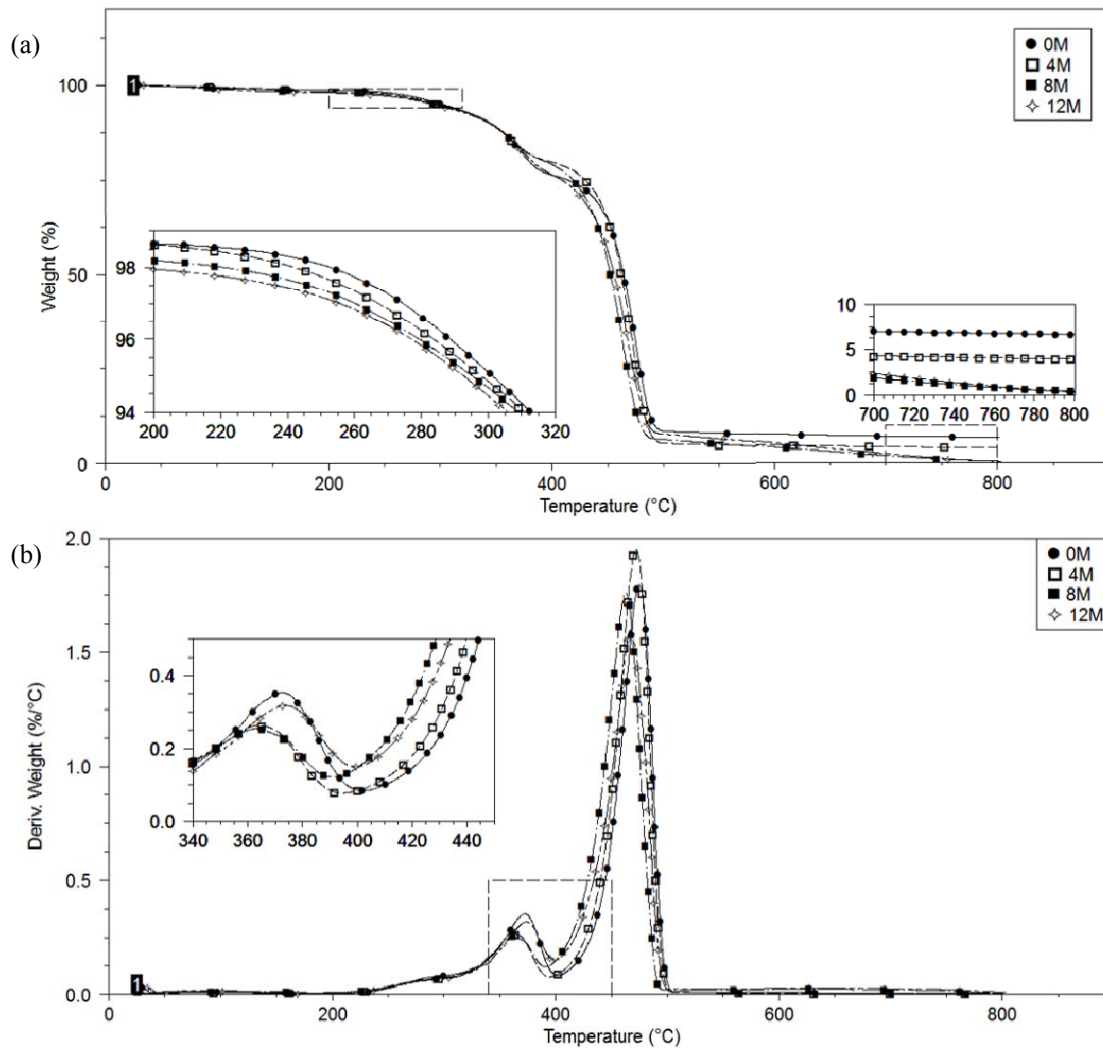 (a)
0M
4M
8M
12M
1
100
50
0
Weight (%)
98
96
94
200 220 240 260 280 300 320
10
5
0
700 720 740 760 780 800
0 200 400 600 800
Temperature (°C)
(b)
0M
4M
8M
12M
2.0
1.5
1.0
0.5
0.0
Deriv. Weight (%/°C)
0.4
0.2
0.0
340 360 380 400 420 440
1
0 200 400 600 800
Temperature (°C)